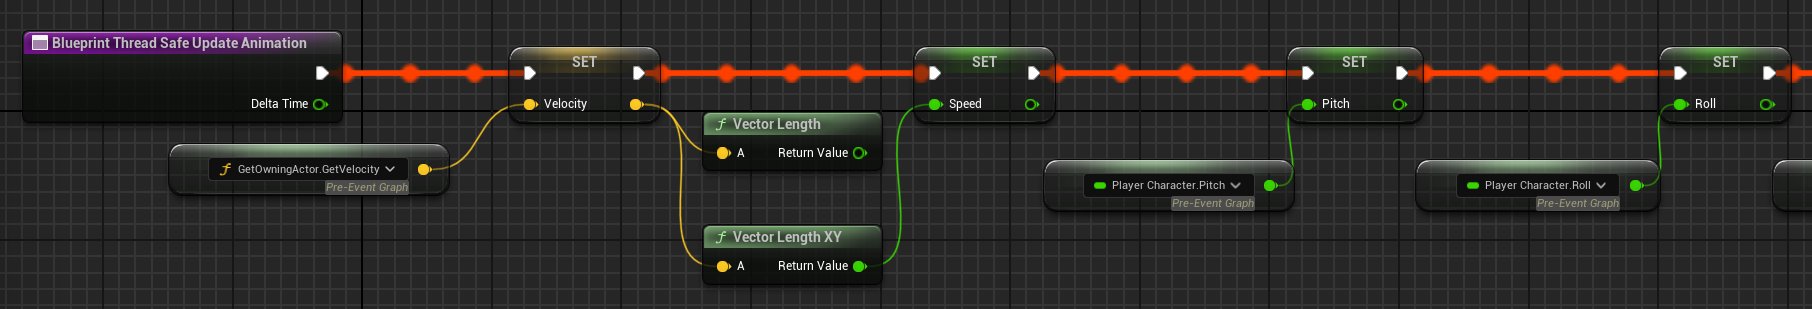 Blueprint Thread Safe Update Animation
Delta Time
GetOwningActor.GetVelocity
Pre-Event Graph
SET
Velocity
Vector Length
A Return Value
Vector Length XY
A Return Value
SET
Speed
Player Character.Pitch
Pre-Event Graph
SET
Pitch
Player Character.Roll
Pre-Event Graph
SET
Roll